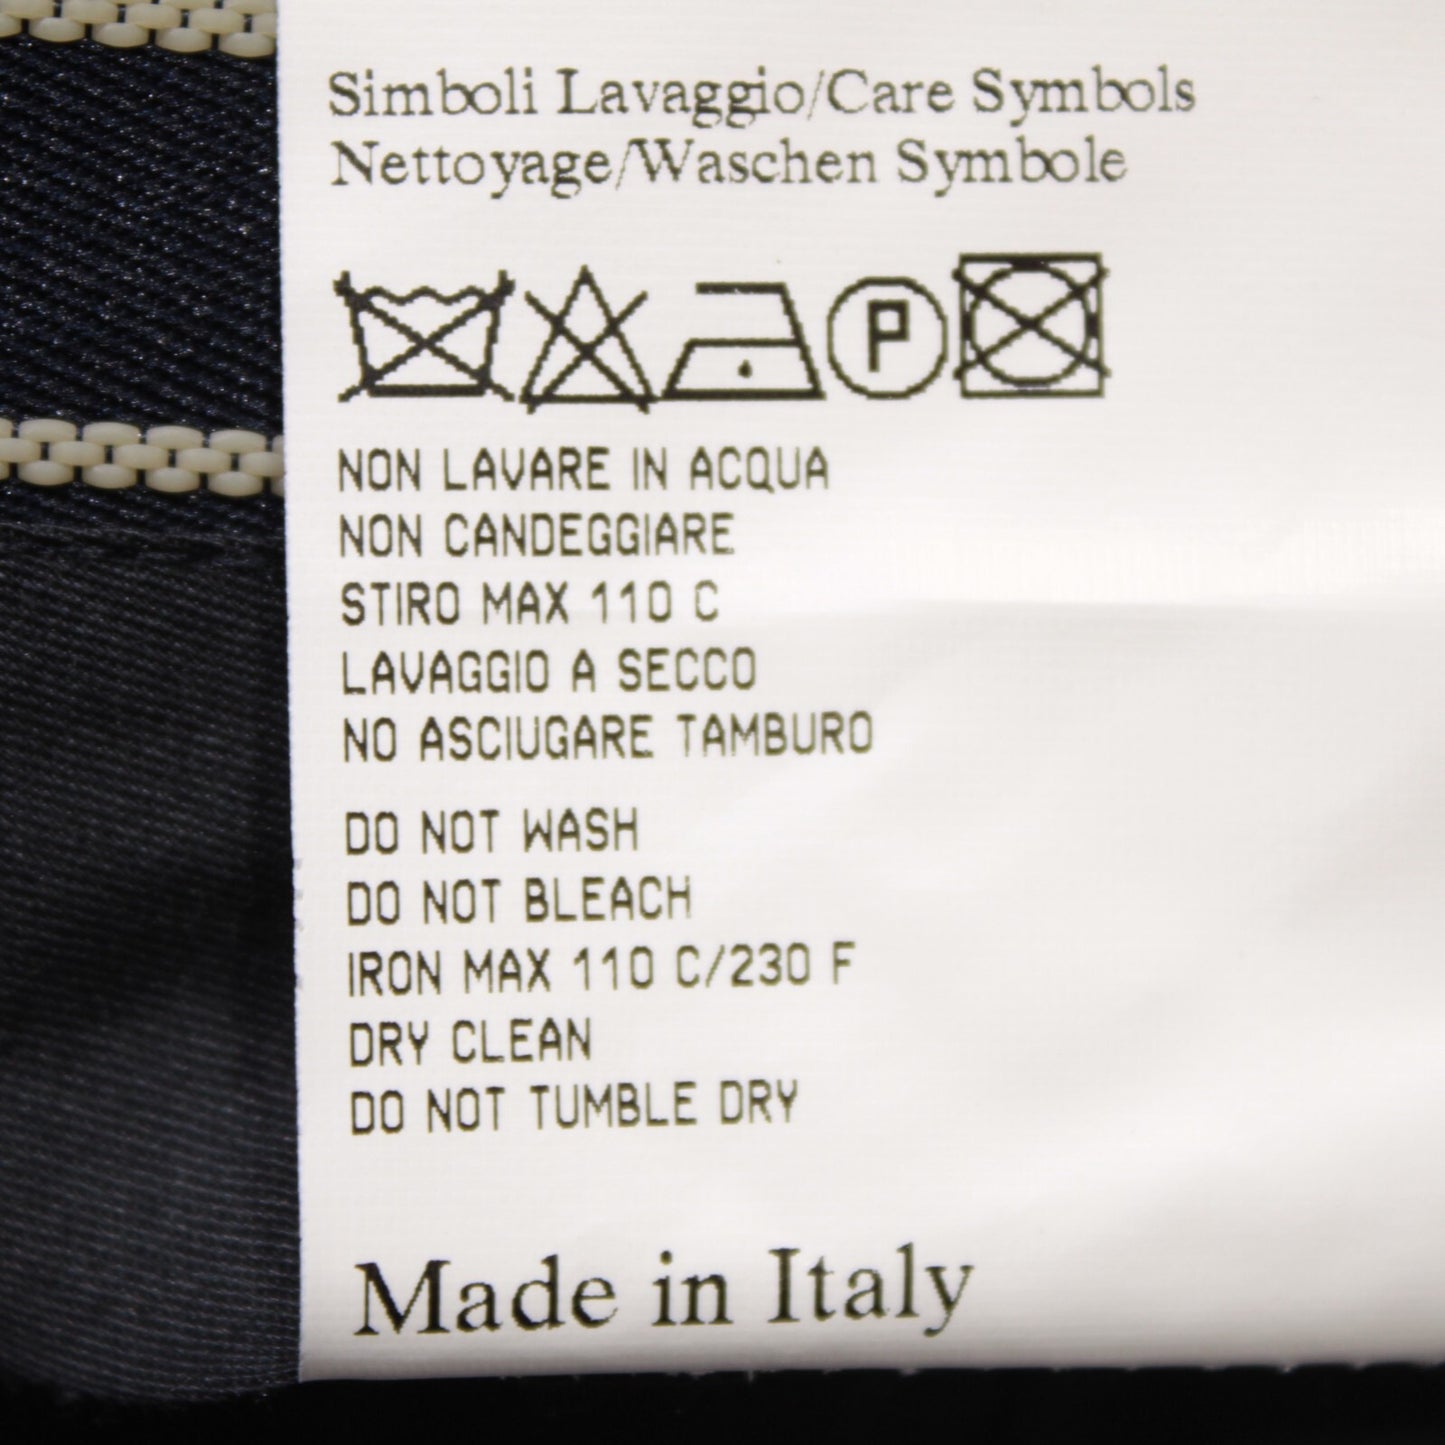 Simboli Lavaggio/Care Symbols
Nettoyage/Waschen Symbole
P
NON LAVARE IN ACQUA
NON CANDEGGIARE
STIRO MAX 110 C
LAVAGGIO A SECCO
NO ASCIUGARE TAMBURO
DO NOT WASH
DO NOT BLEACH
IRON MAX 110 C/230 F
DRY CLEAN
DO NOT TUMBLE DRY
Made in Italy